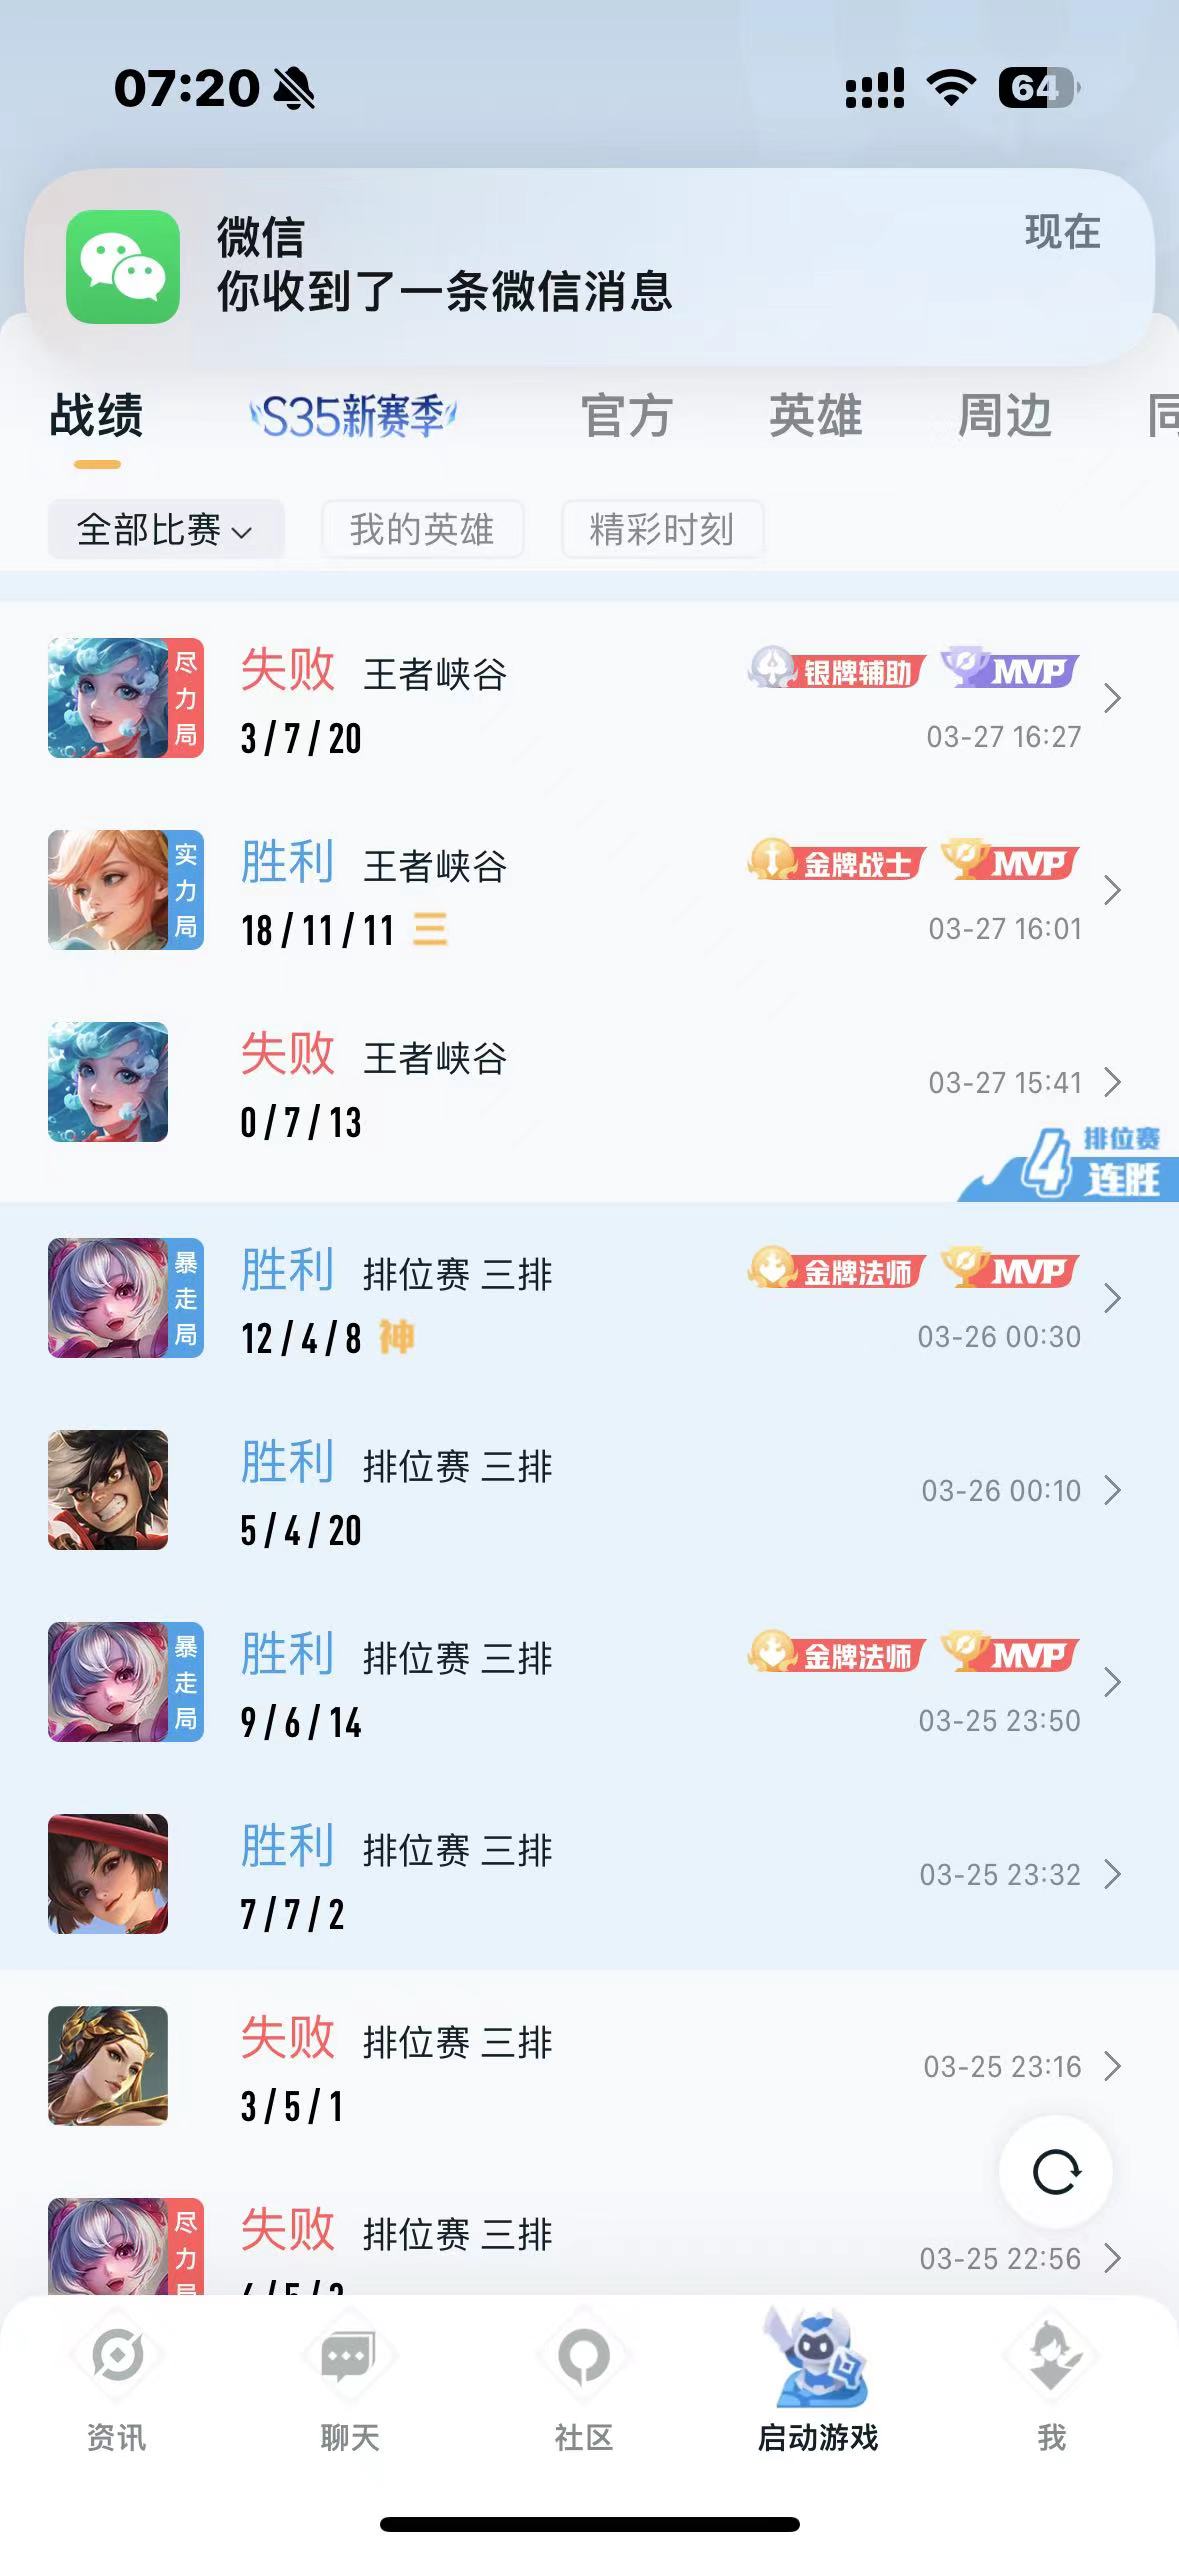 07:20
64
微信
现在
你收到了一条微信消息
战绩 S35新赛季 官方 英雄 周边
全部比赛 我的英雄 精彩时刻
尽力局
失败 王者峡谷
银牌辅助 MVP
3 / 7 / 20
03-27 16:27
实力局
胜利 王者峡谷
金牌战士 MVP
18 / 11 / 11 三
03-27 16:01
失败 王者峡谷
0 / 7 / 13
03-27 15:41
4 排位赛
连胜
暴走局
胜利 排位赛 三排
金牌法师 MVP
12 / 4 / 8 神
03-26 00:30
胜利 排位赛 三排
5 / 4 / 20
03-26 00:10
暴走局
胜利 排位赛 三排
金牌法师 MVP
9 / 6 / 14
03-25 23:50
胜利 排位赛 三排
7 / 7 / 2
03-25 23:32
失败 排位赛 三排
3 / 5 / 1
03-25 23:16
尽力局
失败 排位赛 三排
03-25 22:56
资讯 聊天 社区 启动游戏 我